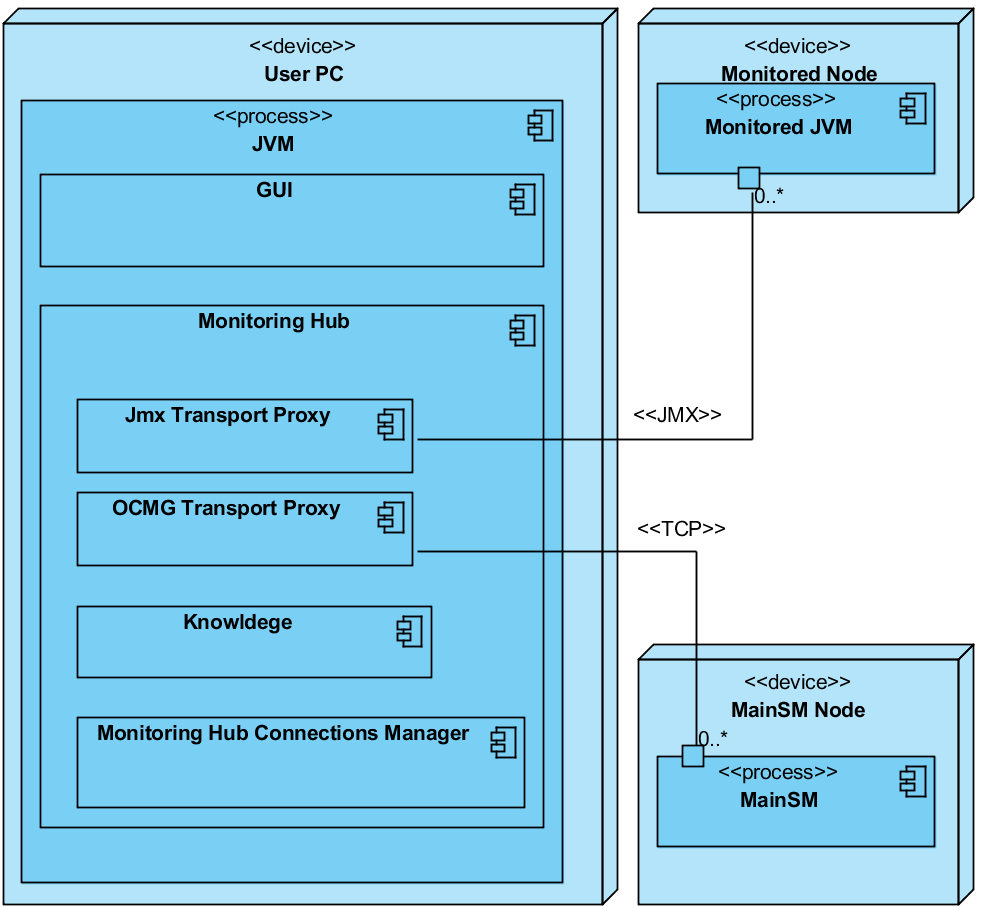 <<device>>
User PC
<<process>>
JVM
GUI
Monitoring Hub
Jmx Transport Proxy
OCMG Transport Proxy
Knowldege
Monitoring Hub Connections Manager
<<device>>
Monitored Node
<<process>>
Monitored JVM
0..*
<<JMX>>
<<TCP>>
<<device>>
MainSM Node
0..*
<<process>>
MainSM